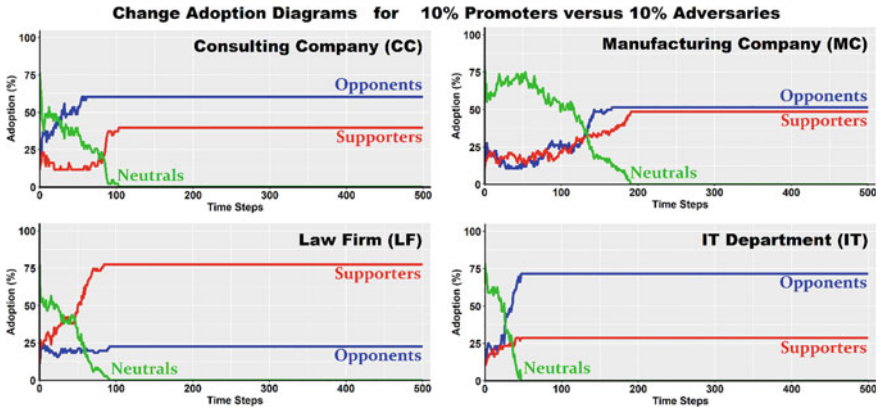 Change Adoption Diagrams for 10% Promoters versus 10% Adversaries
Consulting Company (CC)
100
75
50
25
0
Adoption (%)
Opponents
Supporters
Neutrals
0 100 200 300 400 500
Time Steps
Manufacturing Company (MC)
100
75
50
25
0
Adoption (%)
Opponents
Supporters
Neutrals
0 100 200 300 400 500
Time Steps
Law Firm (LF)
100
75
50
25
0
Adoption (%)
Supporters
Opponents
Neutrals
0 100 200 300 400 500
Time Steps
IT Department (IT)
100
75
50
25
0
Adoption (%)
Opponents
Supporters
Neutrals
0 100 200 300 400 500
Time Steps